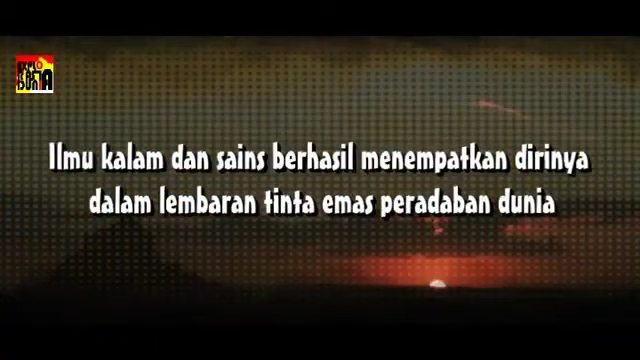 Ilmu kalam dan sains berhasil menempatkan dirinya
dalam lembaran tinta emas peradaban dunia